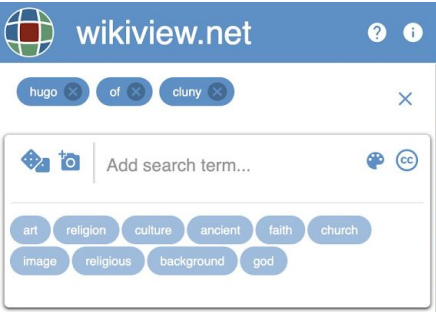 wikiview.net
hugo of cluny
Add search term...
art religion culture ancient faith church
image religious background god